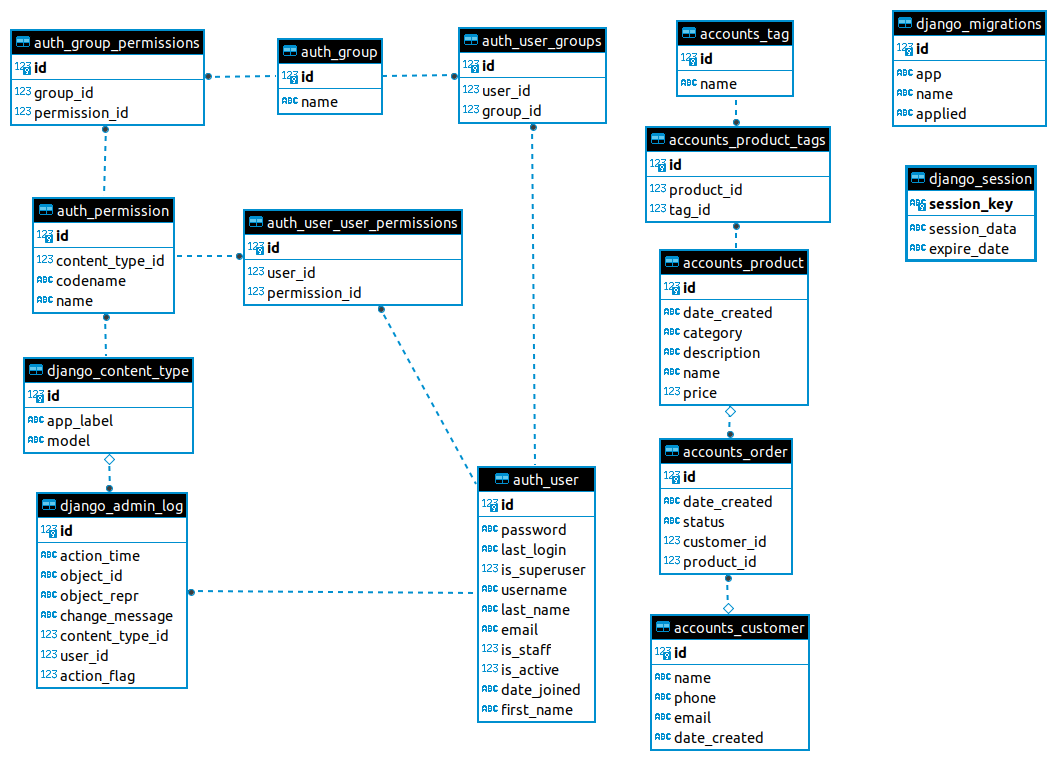 auth_group_permissions
123 id
123 group_id
123 permission_id
auth_group
123 id
ABC name
auth_user_groups
123 id
123 user_id
123 group_id
accounts_tag
123 id
ABC name
django_migrations
123 id
ABC app
ABC name
ABC applied
accounts_product_tags
123 id
123 product_id
123 tag_id
django_session
ABC session_key
ABC session_data
ABC expire_date
auth_permission
123 id
123 content_type_id
ABC codename
ABC name
auth_user_user_permissions
123 id
123 user_id
123 permission_id
accounts_product
123 id
ABC date_created
ABC category
ABC description
ABC name
123 price
django_content_type
123 id
ABC app_label
ABC model
accounts_order
123 id
ABC date_created
ABC status
123 customer_id
123 product_id
django_admin_log
123 id
ABC action_time
ABC object_id
ABC object_repr
ABC change_message
123 content_type_id
123 user_id
123 action_flag
auth_user
123 id
ABC password
ABC last_login
123 is_superuser
ABC username
ABC last_name
ABC email
123 is_staff
123 is_active
ABC date_joined
ABC first_name
accounts_customer
123 id
ABC name
ABC phone
ABC email
ABC date_created